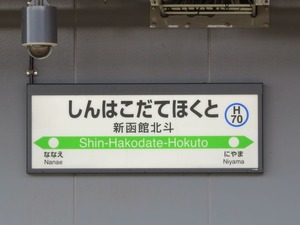 しんはこだてほくと
H
70
新函館北斗
Shin-Hakodate-Hokuto
ななえ
Nanae
にやま
Niyama